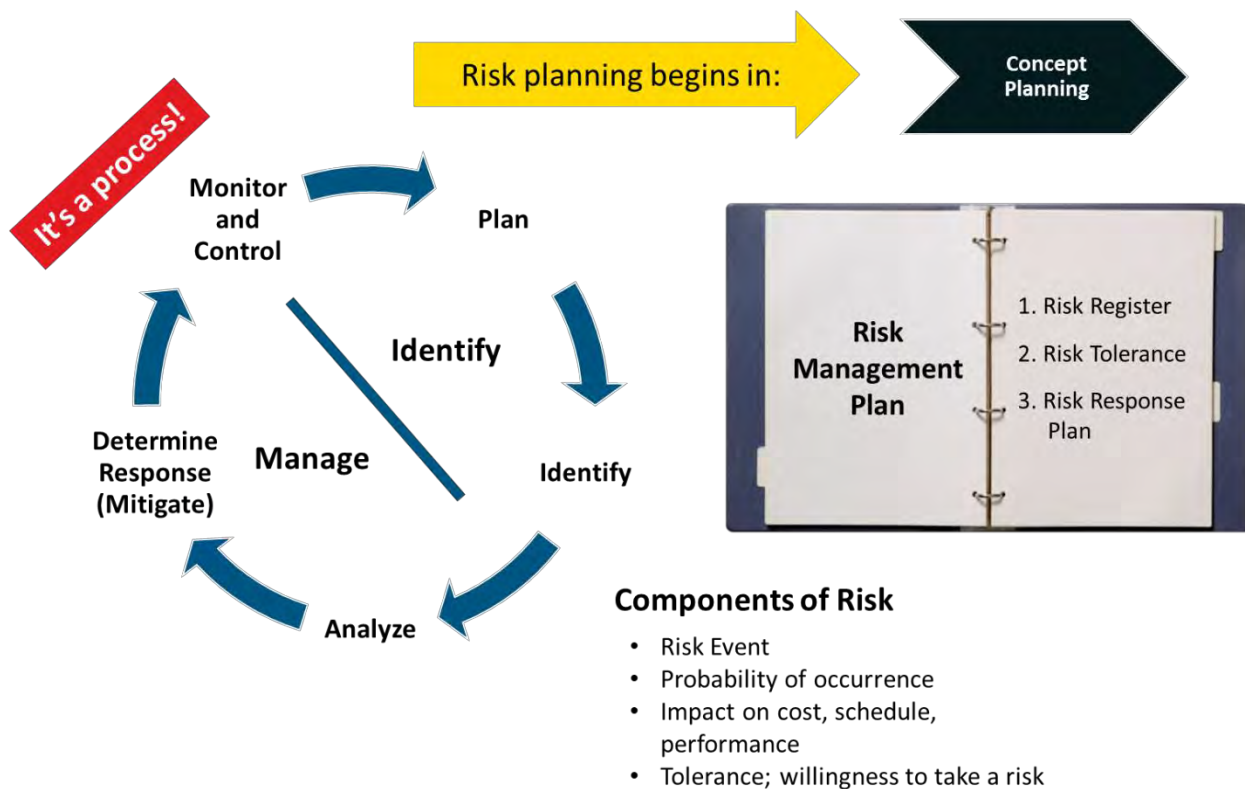 Risk planning begins in:
Concept
Planning
It's a process!
Monitor
and
Control
Plan
Identify
Manage
Determine
Response
(Mitigate)
Identify
Analyze
Risk
Management
Plan
1. Risk Register
2. Risk Tolerance
3. Risk Response
Plan
Components of Risk
• Risk Event
• Probability of occurrence
• Impact on cost, schedule,
performance
• Tolerance; willingness to take a risk